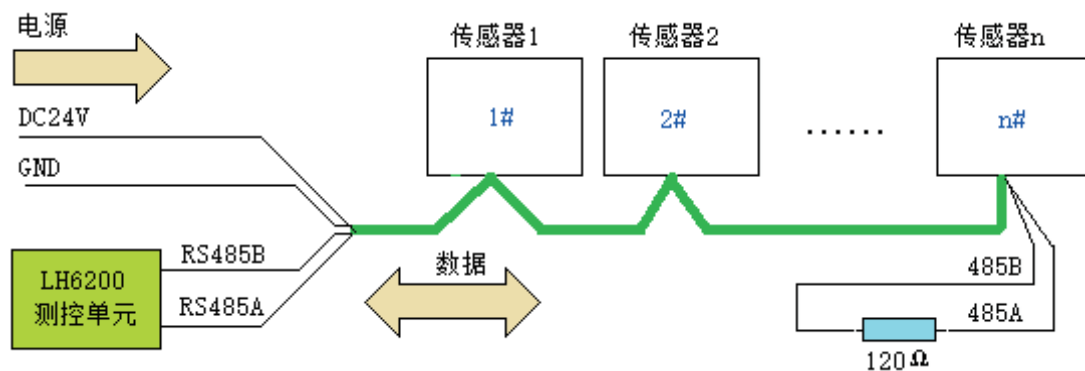 电源
传感器1
传感器2
传感器n
DC24V
1#
2#
......
n#
GND
RS485B
LH6200
测控单元
RS485A
数据
485B
485A
120Ω